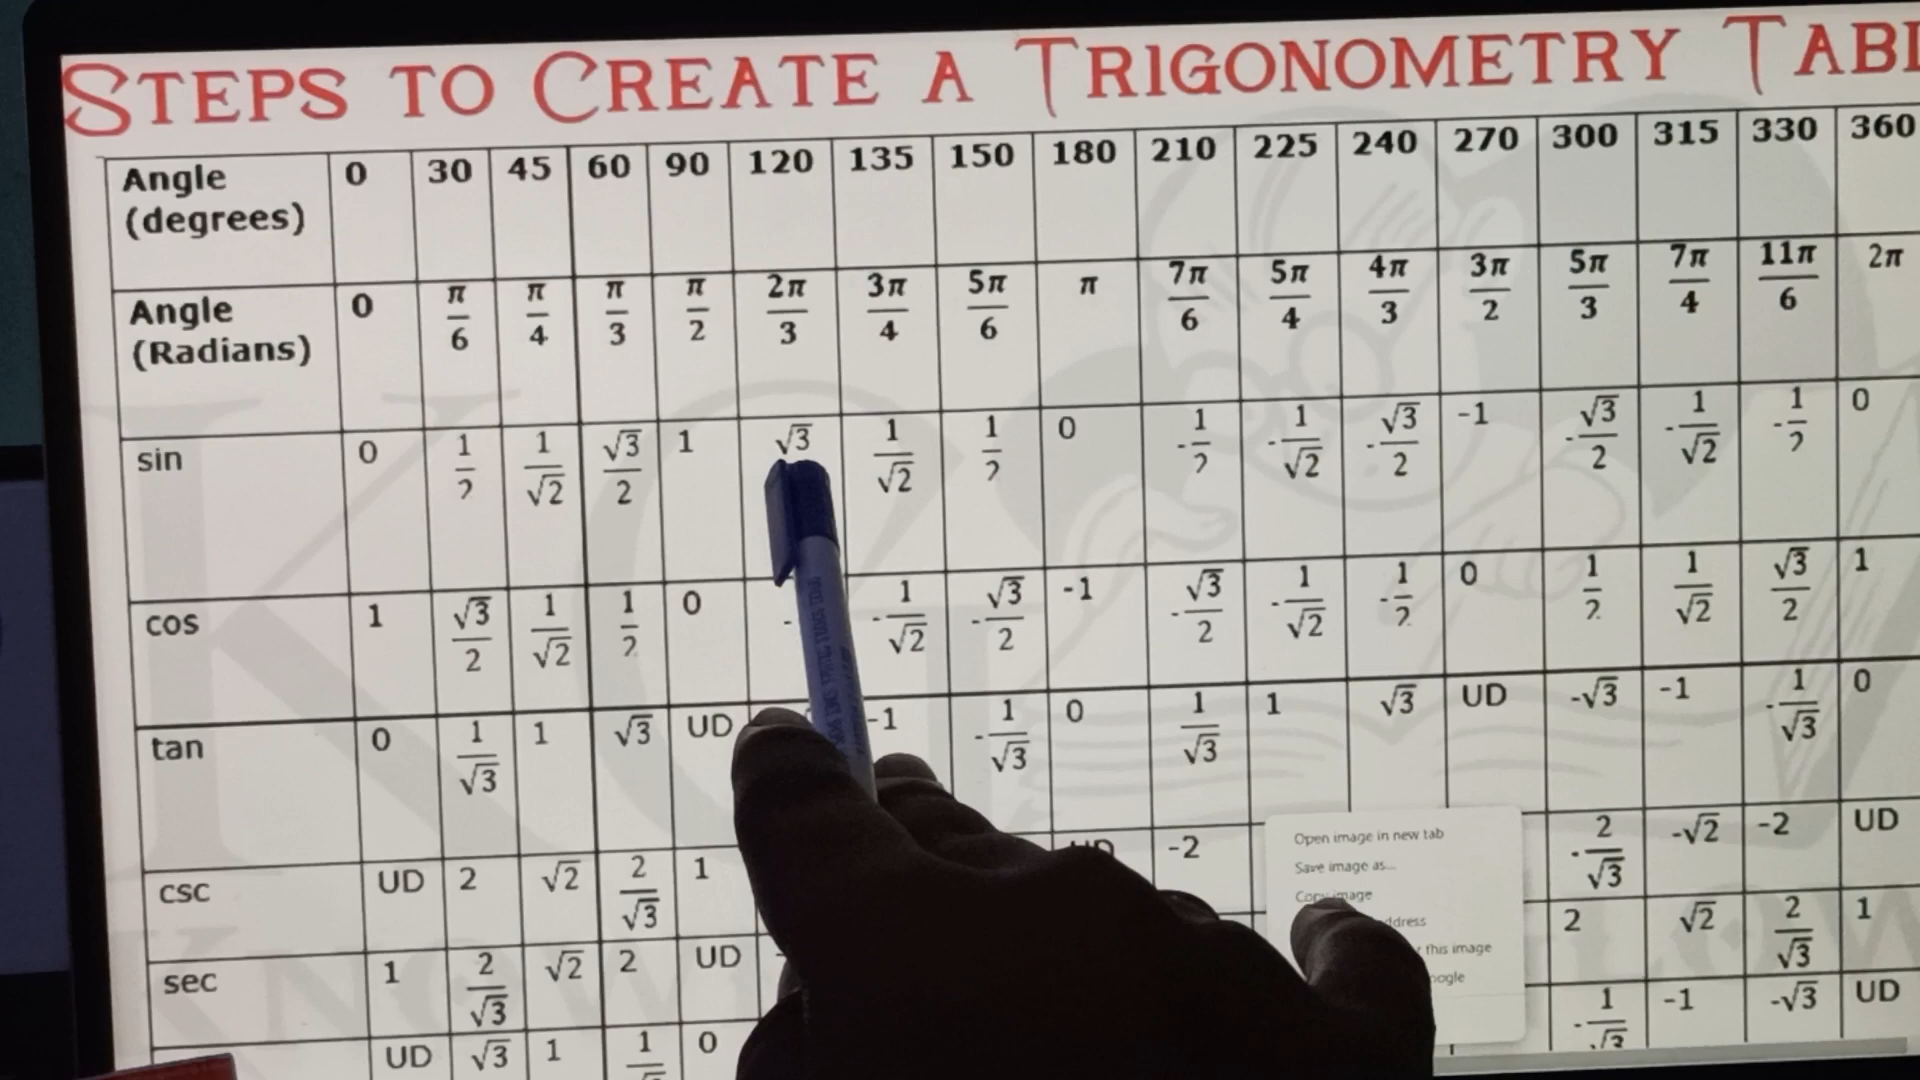 STEPS TO CREATE A TRIGONOMETRY TABL
Angle (degrees) 0 30 45 60 90 120 135 150 180 210 225 240 270 300 315 330 360
Angle (Radians) 0 π/6 π/4 π/3 π/2 2π/3 3π/4 5π/6 π 7π/6 5π/4 4π/3 3π/2 5π/3 7π/4 11π/6 2π
sin 0 1/2 1/√2 √3/2 1 √3 1/√2 1/2 0 -1/2 -1/√2 -√3/2 -1 -√3/2 -1/√2 -1/2 0
cos 1 √3/2 1/√2 1/2 0 - -1/√2 -√3/2 -1 -√3/2 -1/√2 -1/2 0 1/2 1/√2 √3/2 1
tan 0 1/√3 1 √3 UD -1 -1/√3 0 1/√3 1 √3 UD -√3 -1 -1/√3 0
csc UD 2 √2 2/√3 1 UD -2 -2/√3 -√2 -2 UD
sec 1 2/√3 √2 2 UD - 2 √2 2/√3 1
UD √3 1 1/√3 0 -1/√3 -1 -√3 UD
Open image in new tab
Save image as...
Copy image
address
this image